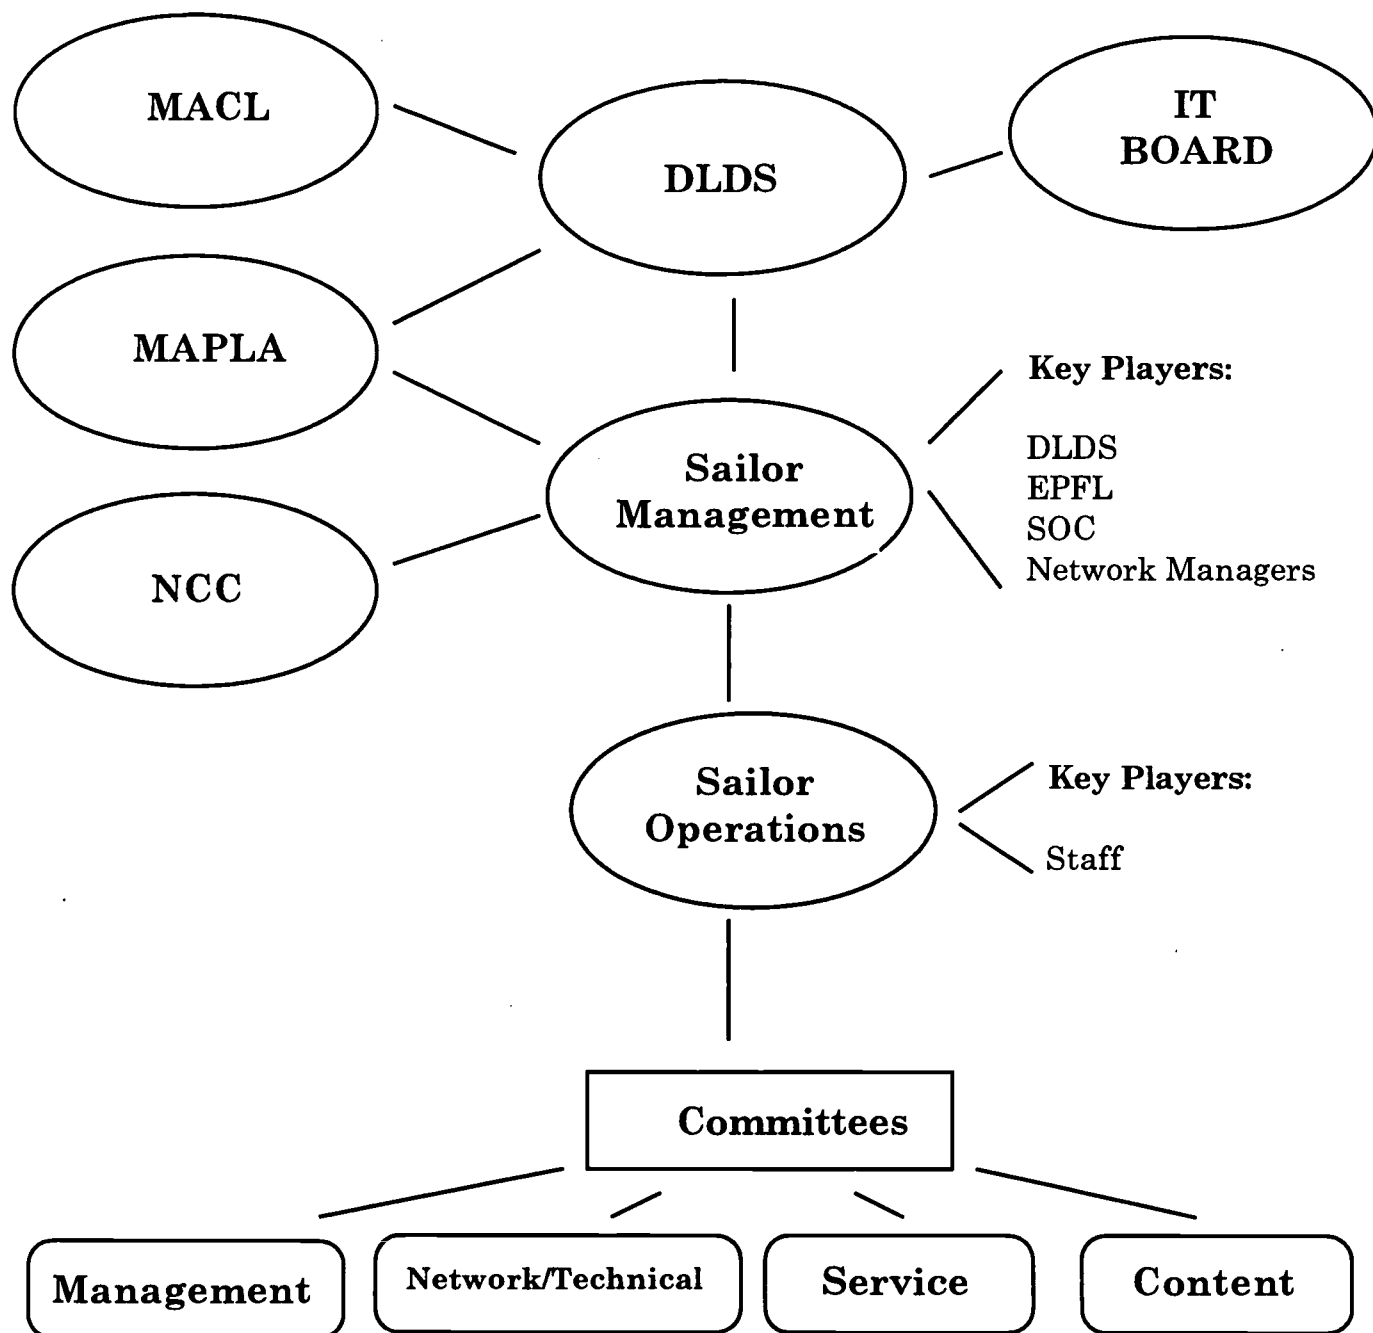 MACL
IT
BOARD
DLDS
MAPLA
Key Players:
DLDS
EPFL
SOC
Network Managers
Sailor
Management
NCC
Sailor
Operations
Key Players:
Staff
Committees
Management
Network/Technical
Service
Content